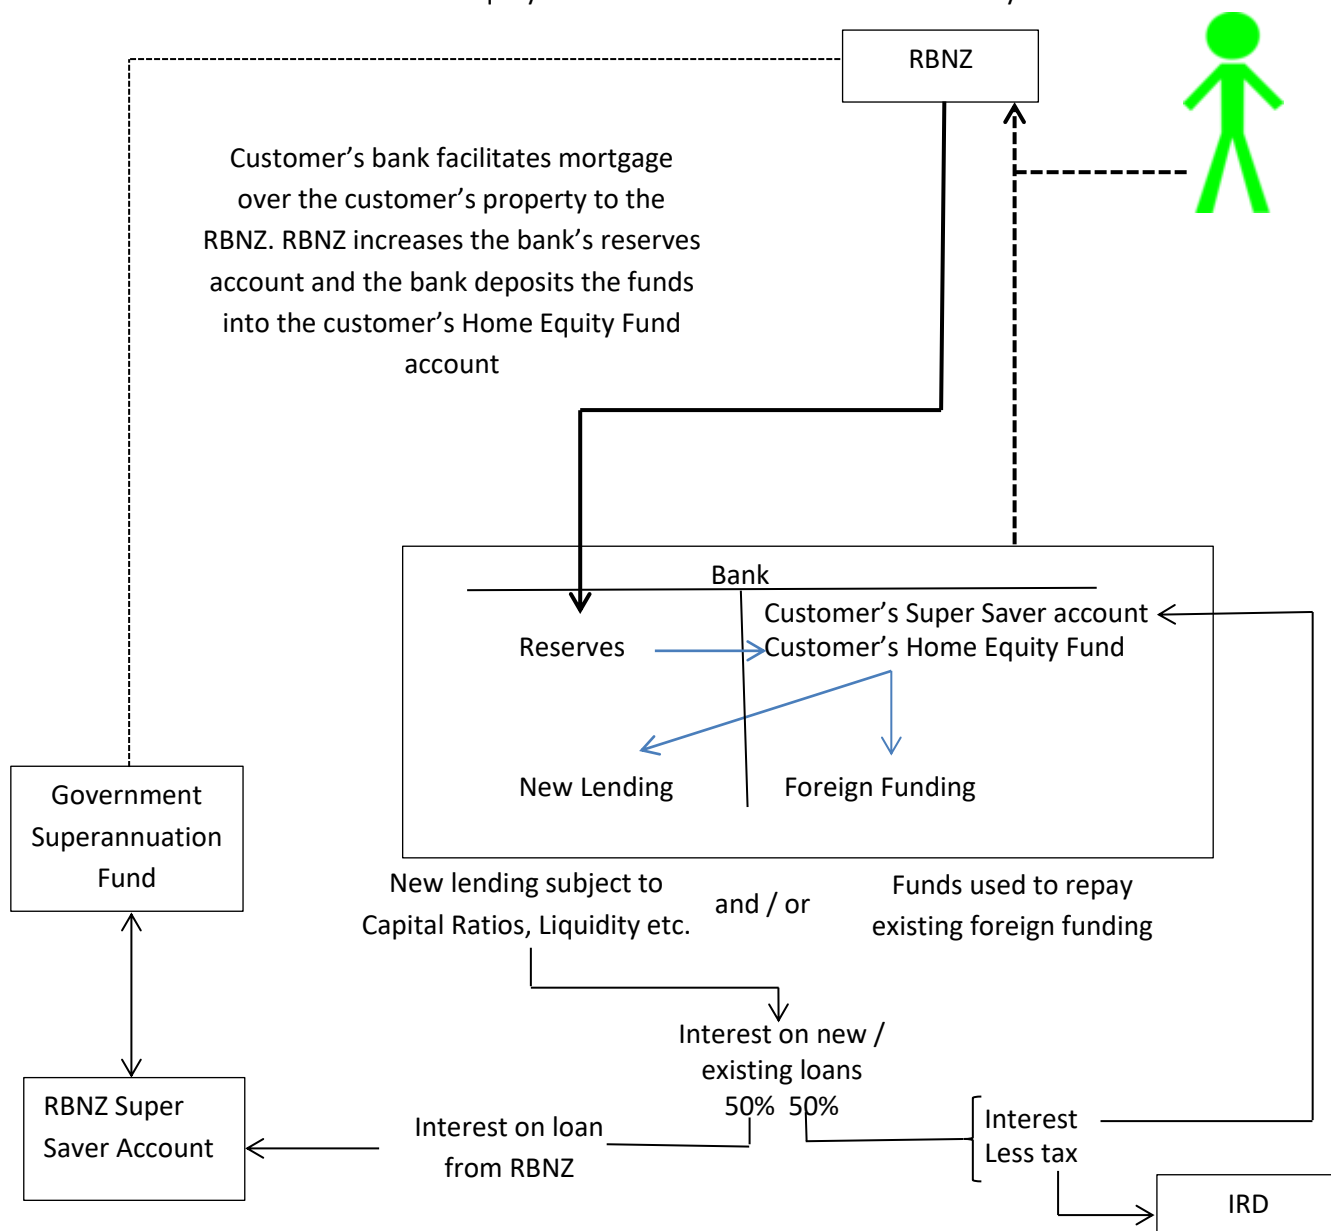 RBNZ
Customer’s bank facilitates mortgage
over the customer’s property to the
RBNZ. RBNZ increases the bank’s reserves
account and the bank deposits the funds
into the customer’s Home Equity Fund
account
Bank
Customer’s Super Saver account
Reserves
Customer’s Home Equity Fund
New Lending
Foreign Funding
Government
Superannuation
Fund
New lending subject to
Capital Ratios, Liquidity etc.
and / or
Funds used to repay
existing foreign funding
Interest on new /
existing loans
50% 50%
RBNZ Super
Saver Account
Interest on loan
from RBNZ
Interest
Less tax
IRD